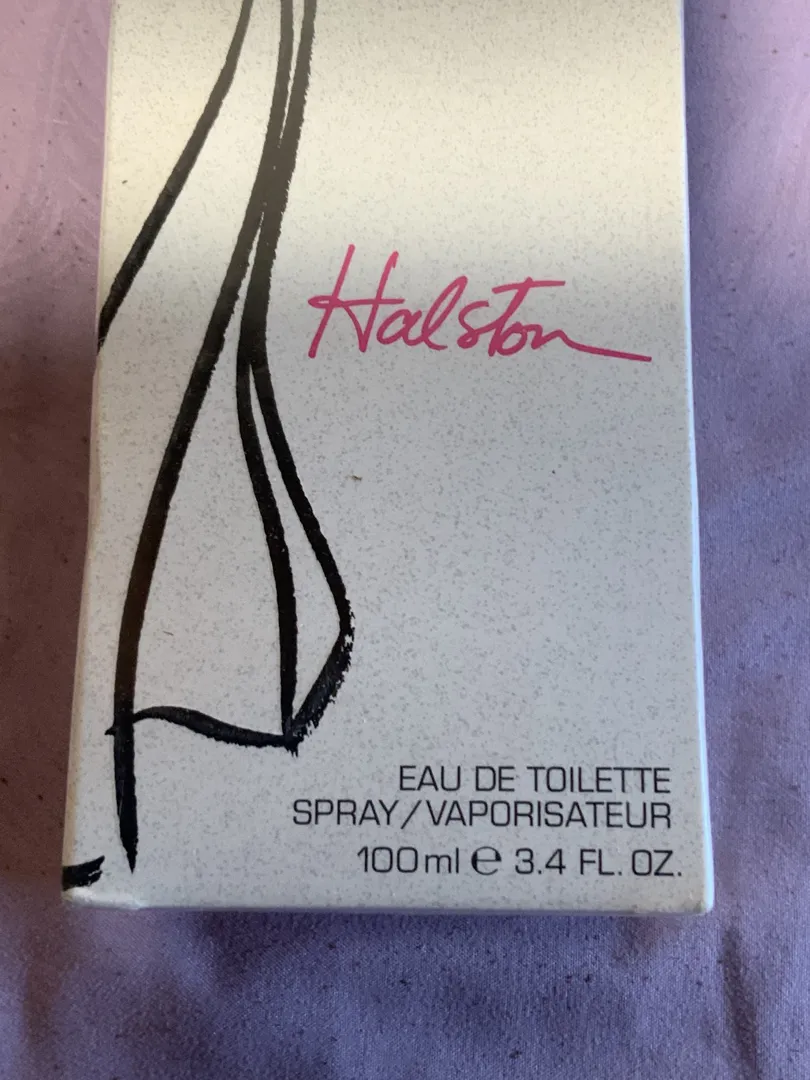 Halston
EAU DE TOILETTE
SPRAY/VAPORISATEUR
100ml e 3.4 FL. OZ.